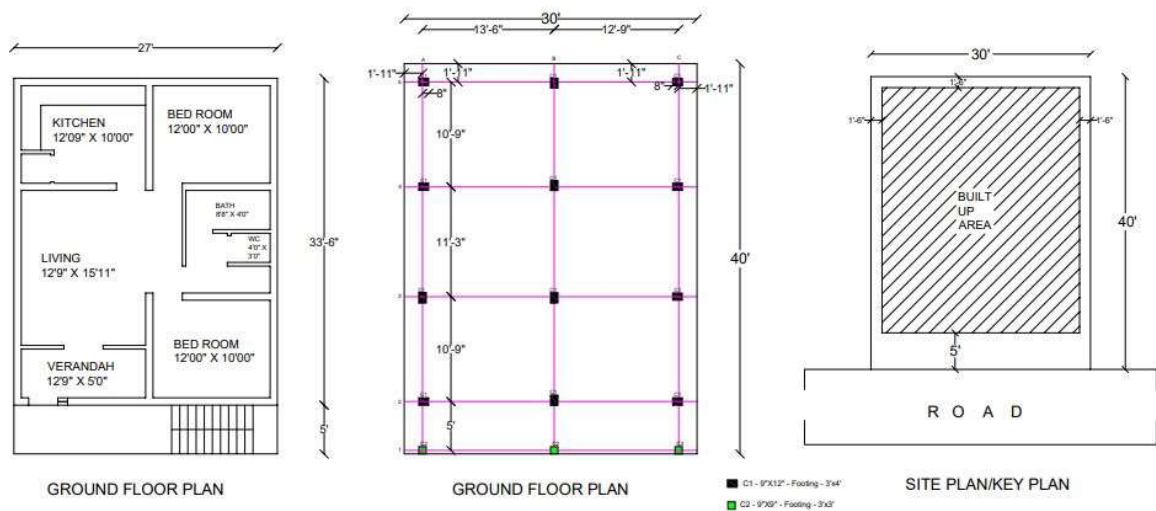 27'
KITCHEN
12'09" X 10'00"
BED ROOM
12'00" X 10'00"
BATH
8'8" X 4'0"
WC
4'0" X
3'0"
LIVING
12'9" X 15'11"
BED ROOM
12'00" X 10'00"
VERANDAH
12'9" X 5'0"
33'-6"
5'
GROUND FLOOR PLAN
30'
13'-6"
12'-9"
A
B
C
1'-11"
1'-11"
1'-11"
1'-11"
8"
8"
10'-9"
11'-3"
10'-9"
5'
40'
2
1
GROUND FLOOR PLAN
C1 - 9"X12" - Footing - 3'x4'
C2 - 9"X9" - Footing - 3'x3'
30'
1'-6"
1'-6"
1'-6"
BUILT
UP
AREA
40'
5'
ROAD
SITE PLAN/KEY PLAN